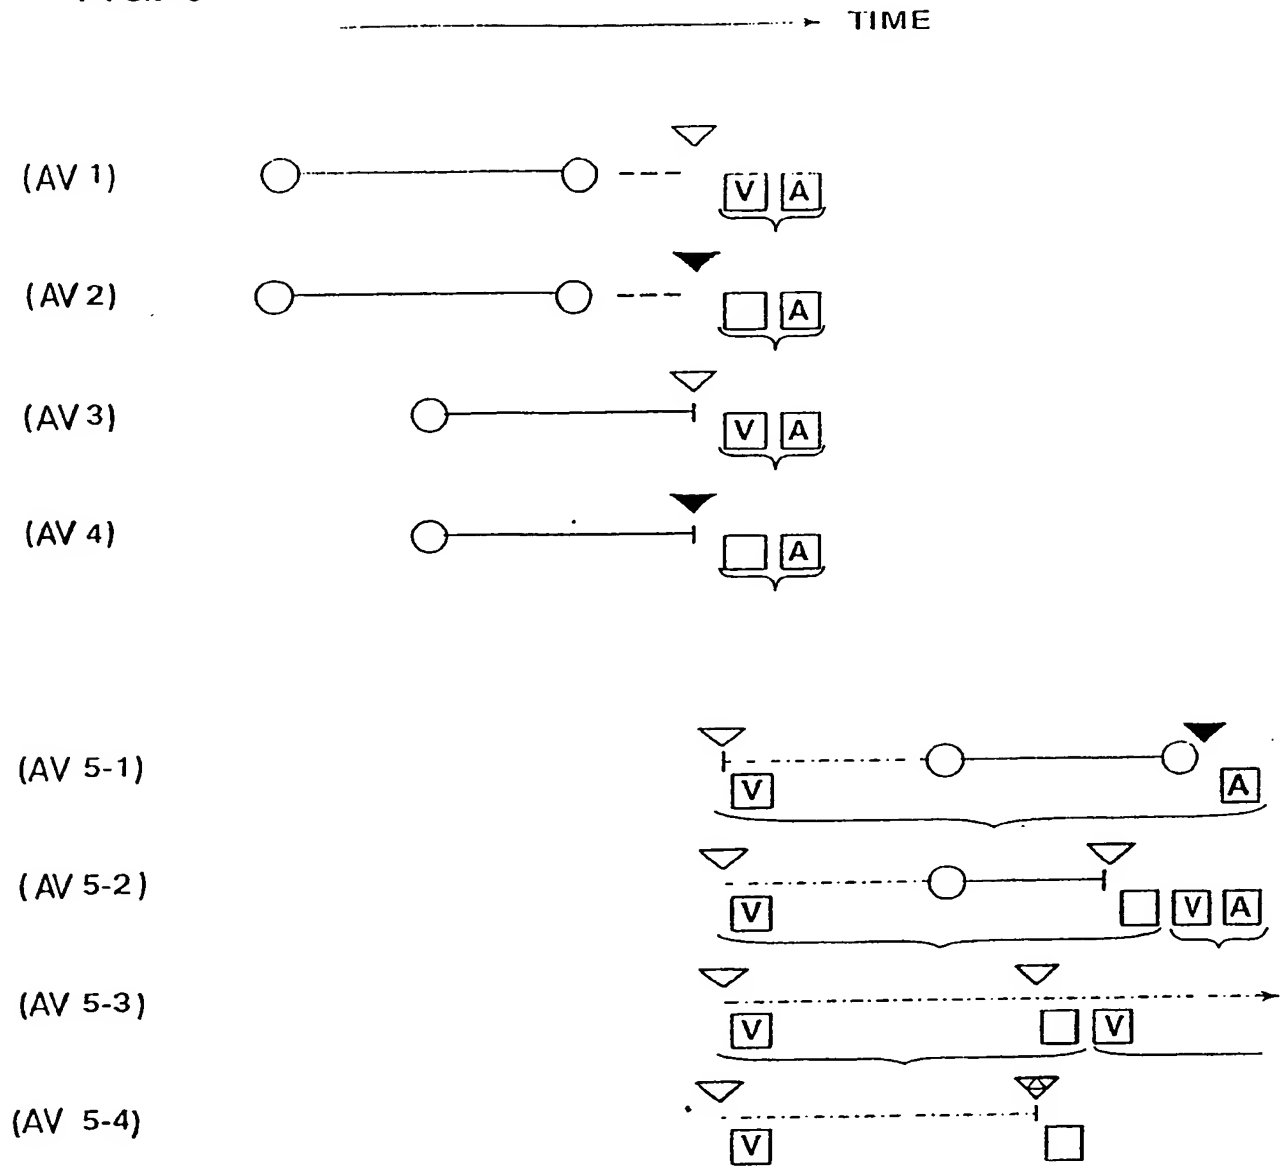 TIME
(AV 1)
V A
(AV 2)
A
(AV 3)
V A
(AV 4)
A
(AV 5-1)
V A
(AV 5-2)
V V A
(AV 5-3)
V V
(AV 5-4)
V